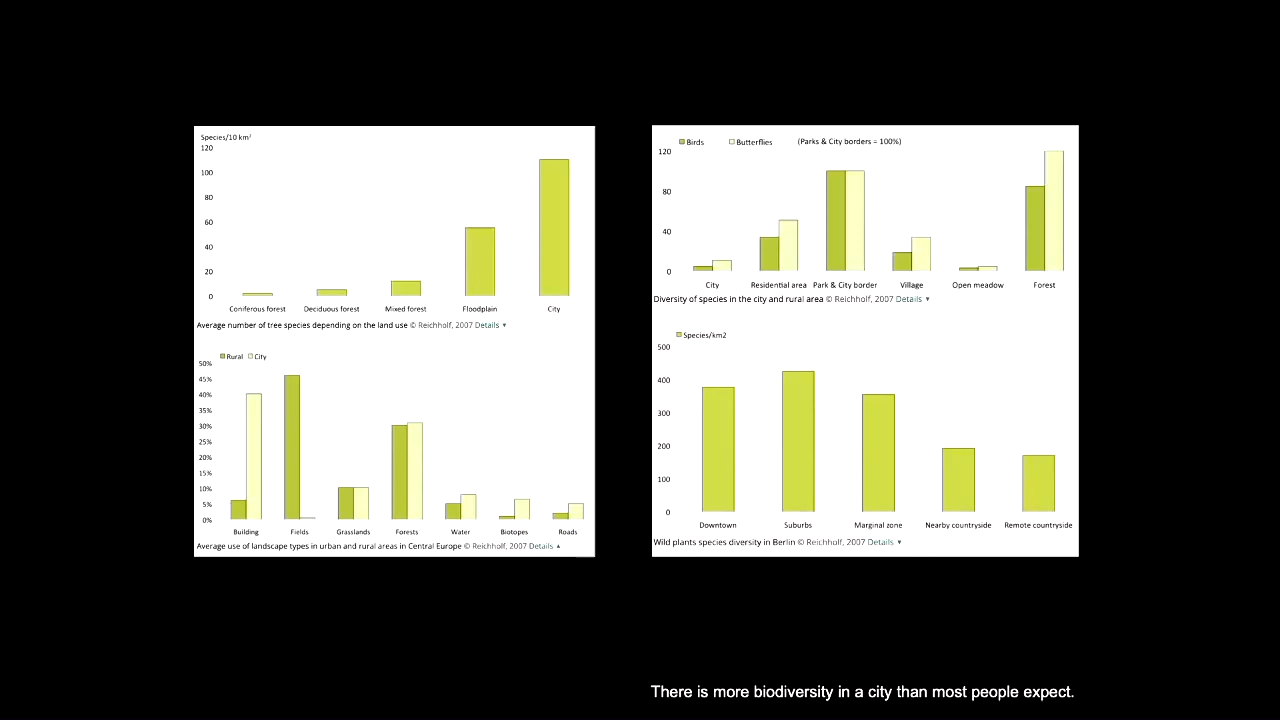 Species/10 km²
120
100
80
60
40
20
0
Coniferous forest Deciduous forest Mixed forest Floodplain City
Average number of tree species depending on the land use © Reichholf, 2007 Details ▼
Rural City
50%
45%
40%
35%
30%
25%
20%
15%
10%
5%
0%
Building Fields Grasslands Forests Water Biotopes Roads
Average use of landscape types in urban and rural areas in Central Europe © Reichholf, 2007 Details ▲
Birds Butterflies (Parks & City borders = 100%)
120
80
40
0
City Residential area Park & City border Village Open meadow Forest
Diversity of species in the city and rural area © Reichholf, 2007 Details ▼
Species/km2
500
400
300
200
100
0
Downtown Suburbs Marginal zone Nearby countryside Remote countryside
Wild plants species diversity in Berlin © Reichholf, 2007 Details ▼
There is more biodiversity in a city than most people expect.